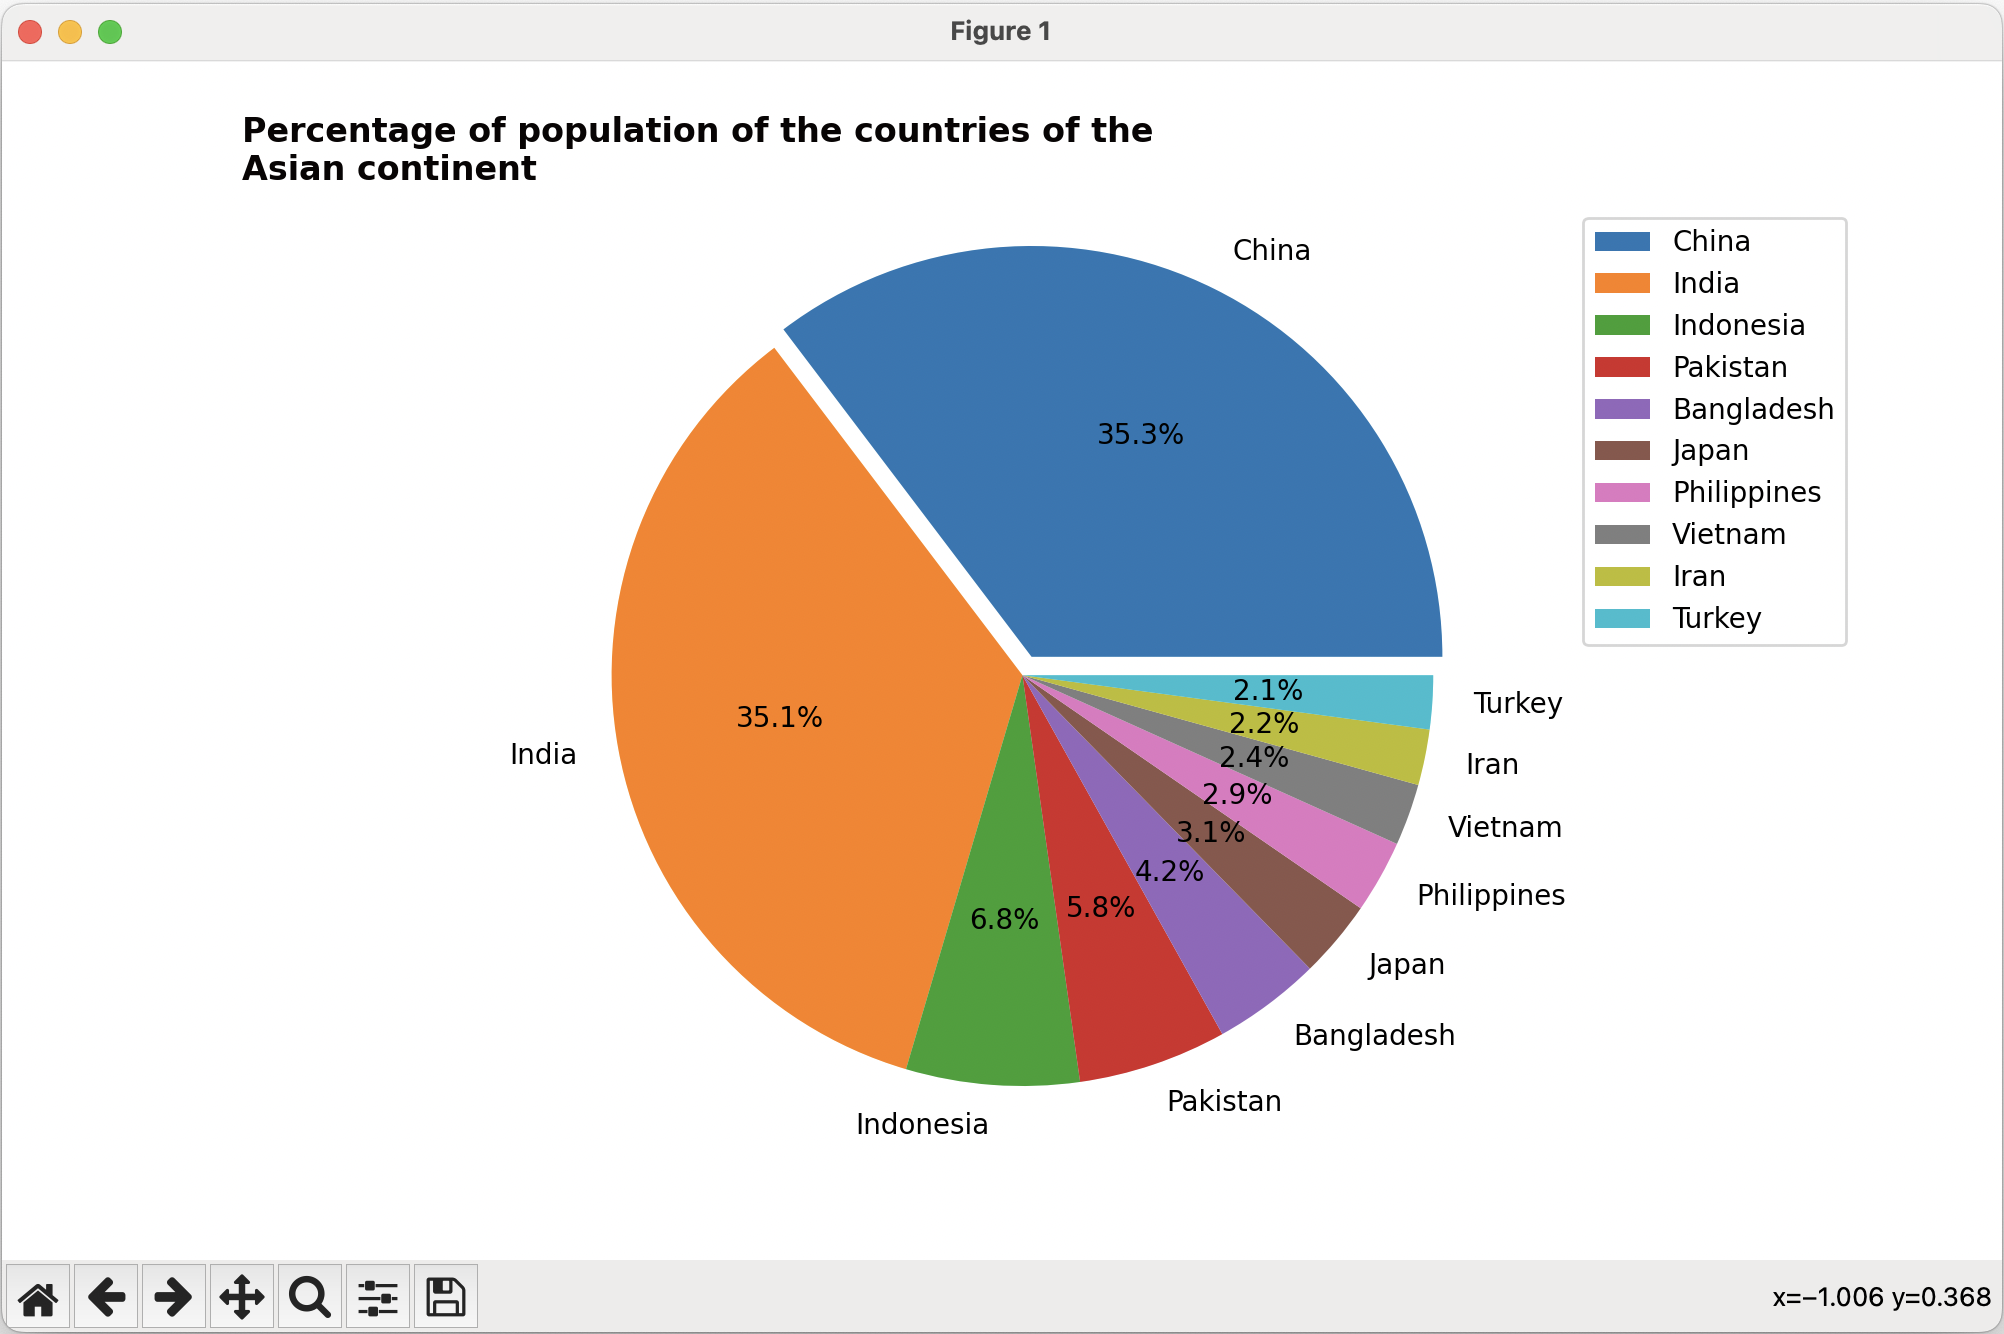 Figure 1
Percentage of population of the countries of the
Asian continent
China
35.3%
India
35.1%
Indonesia
6.8%
Pakistan
5.8%
Bangladesh
4.2%
Japan
3.1%
Philippines
2.9%
Vietnam
2.4%
Iran
2.2%
Turkey
2.1%
China
India
Indonesia
Pakistan
Bangladesh
Japan
Philippines
Vietnam
Iran
Turkey
x=−1.006 y=0.368